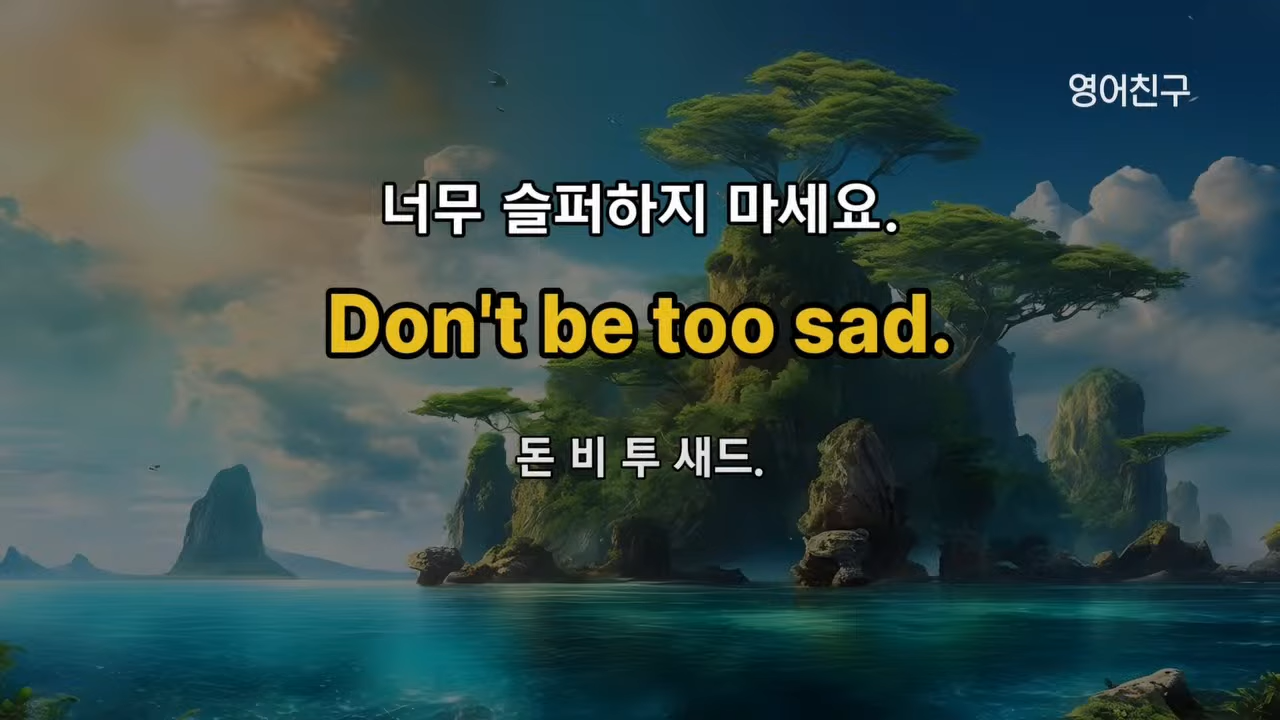 영어친구
너무 슬퍼하지 마세요.
Don't be too sad.
돈 비 투 새드.